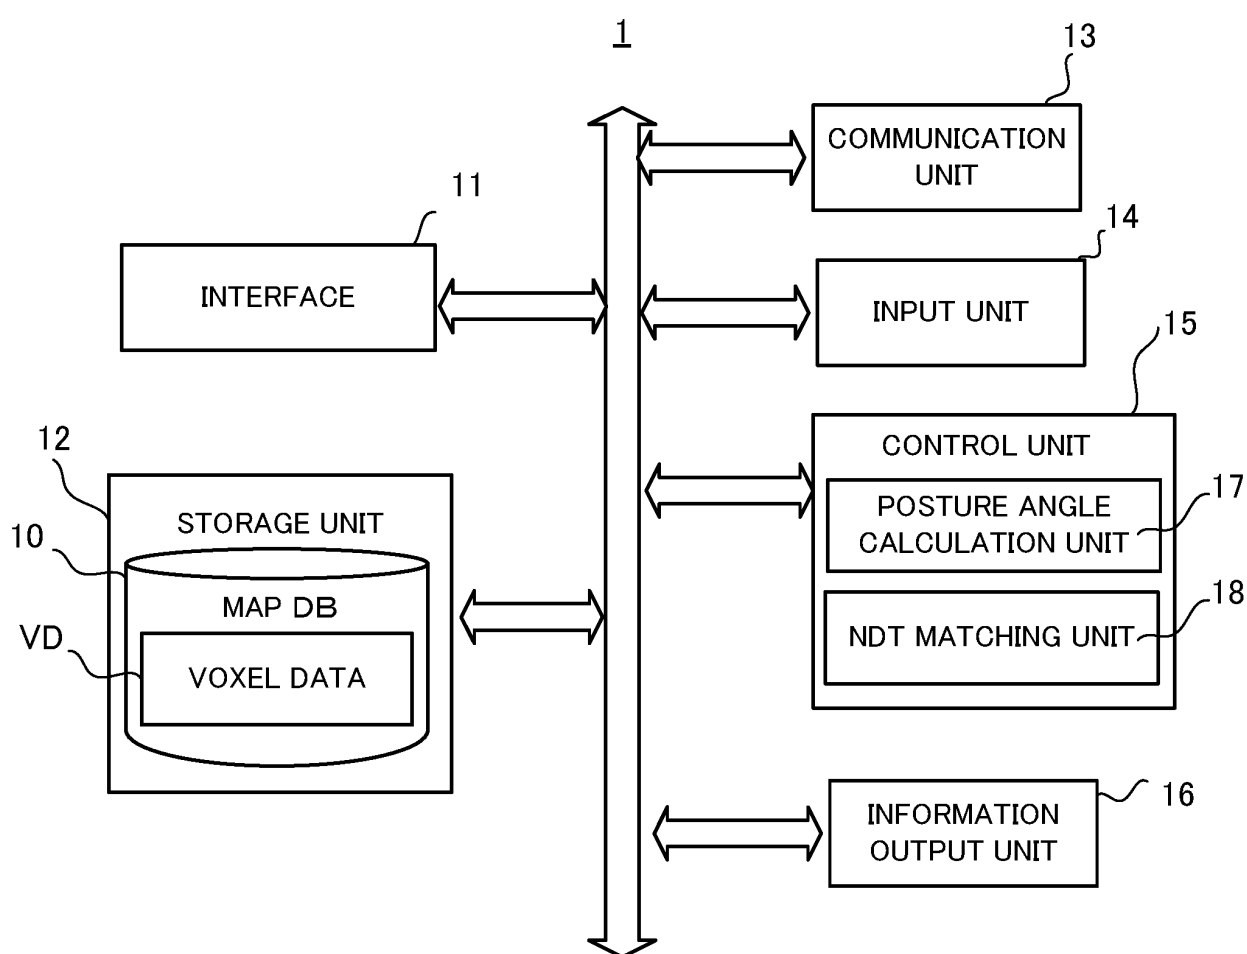 1
13
COMMUNICATION
UNIT
11
INTERFACE
14
INPUT UNIT
15
CONTROL UNIT
POSTURE ANGLE
CALCULATION UNIT
17
NDT MATCHING UNIT
18
12
STORAGE UNIT
10
MAP DB
VD
VOXEL DATA
16
INFORMATION
OUTPUT UNIT